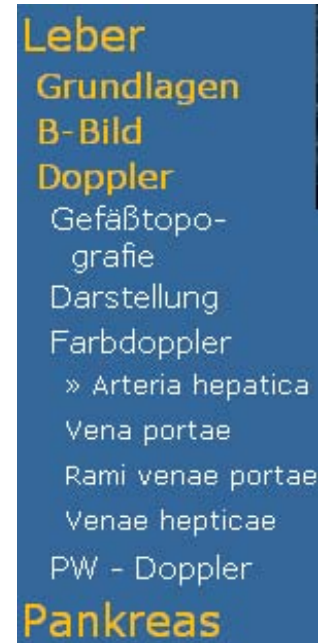 Leber
Grundlagen
B-Bild
Doppler
Gefäßtopo-
grafie
Darstellung
Farbdoppler
» Arteria hepatica
Vena portae
Rami venae portae
Venae hepticae
PW - Doppler
Pankreas